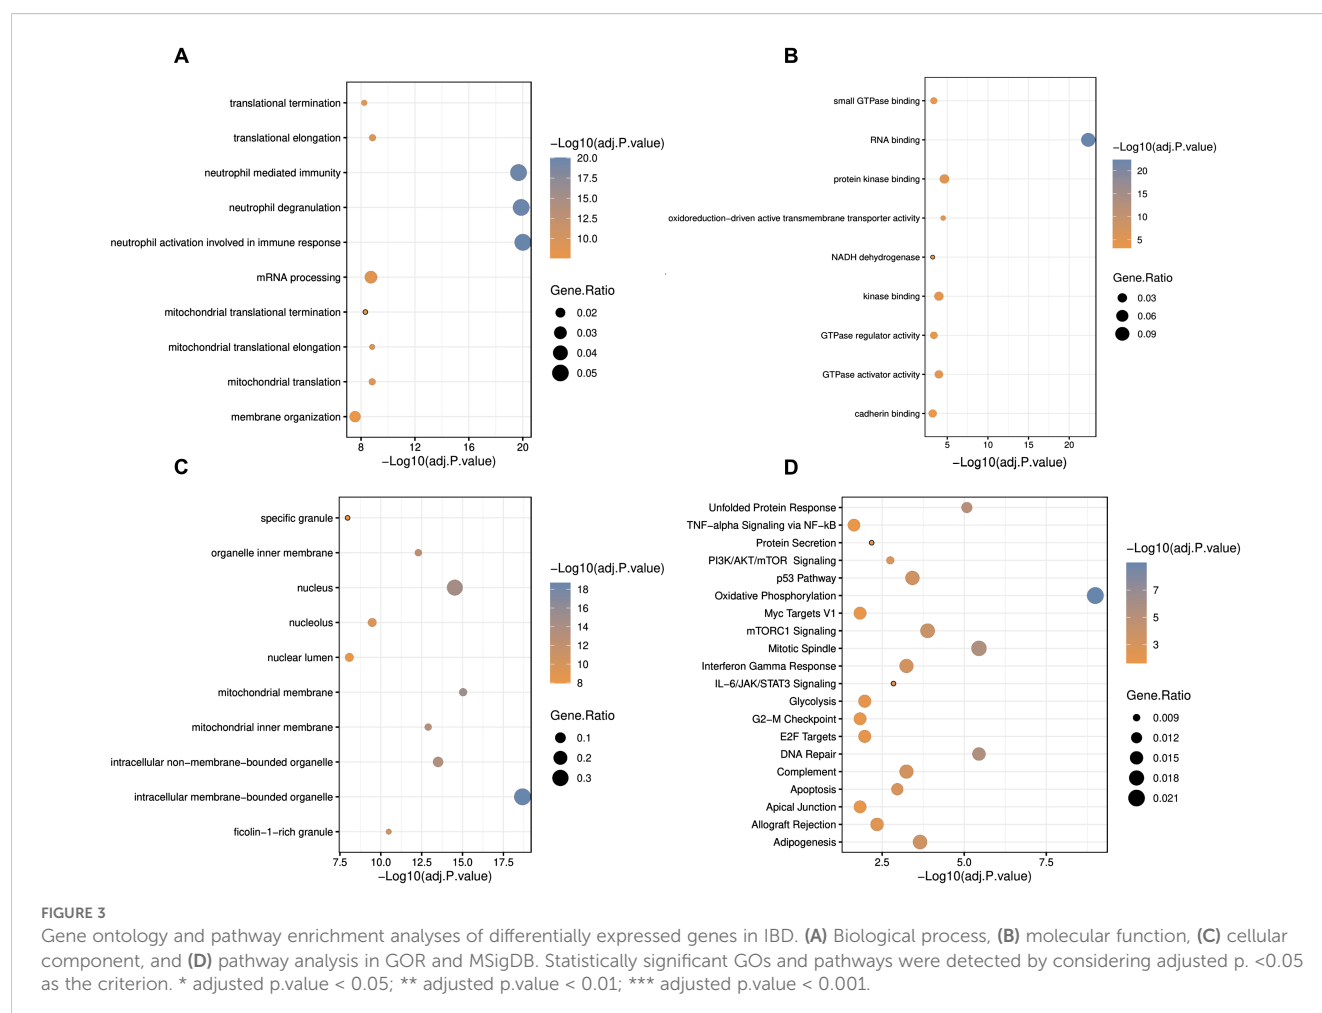 A
translational termination
translational elongation
neutrophil mediated immunity
neutrophil degranulation
neutrophil activation involved in immune response
mRNA processing
mitochondrial translational termination
mitochondrial translational elongation
mitochondrial translation
membrane organization
8 12 16 20
−Log10(adj.P.value)
−Log10(adj.P.value)
20.0
17.5
15.0
12.5
10.0
Gene.Ratio
0.02
0.03
0.04
0.05
B
small GTPase binding
RNA binding
protein kinase binding
oxidoreduction−driven active transmembrane transporter activity
NADH dehydrogenase
kinase binding
GTPase regulator activity
GTPase activator activity
cadherin binding
5 10 15 20
−Log10(adj.P.value)
−Log10(adj.P.value)
20
15
10
5
Gene.Ratio
0.03
0.06
0.09
C
specific granule
organelle inner membrane
nucleus
nucleolus
nuclear lumen
mitochondrial membrane
mitochondrial inner membrane
intracellular non−membrane−bounded organelle
intracellular membrane−bounded organelle
ficolin−1−rich granule
7.5 10.0 12.5 15.0 17.5
−Log10(adj.P.value)
−Log10(adj.P.value)
18
16
14
12
10
8
Gene.Ratio
0.1
0.2
0.3
D
Unfolded Protein Response
TNF−alpha Signaling via NF−kB
Protein Secretion
PI3K/AKT/mTOR Signaling
p53 Pathway
Oxidative Phosphorylation
Myc Targets V1
mTORC1 Signaling
Mitotic Spindle
Interferon Gamma Response
IL−6/JAK/STAT3 Signaling
Glycolysis
G2−M Checkpoint
E2F Targets
DNA Repair
Complement
Apoptosis
Apical Junction
Allograft Rejection
Adipogenesis
2.5 5.0 7.5
−Log10(adj.P.value)
−Log10(adj.P.value)
7
5
3
Gene.Ratio
0.009
0.012
0.015
0.018
0.021
FIGURE 3
Gene ontology and pathway enrichment analyses of differentially expressed genes in IBD. (A) Biological process, (B) molecular function, (C) cellular
component, and (D) pathway analysis in GOR and MSigDB. Statistically significant GOs and pathways were detected by considering adjusted p. <0.05
as the criterion. * adjusted p.value < 0.05; ** adjusted p.value < 0.01; *** adjusted p.value < 0.001.